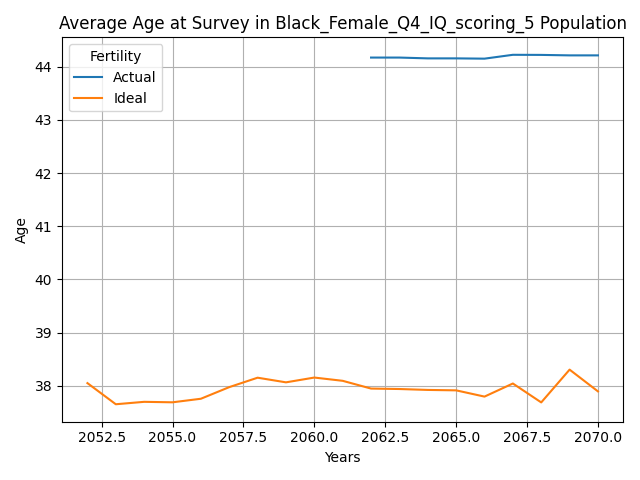 Average Age at Survey in Black_Female_Q4_IQ_scoring_5 Population
Fertility
Actual
Ideal
Age
44
43
42
41
40
39
38
2052.5 2055.0 2057.5 2060.0 2062.5 2065.0 2067.5 2070.0
Years